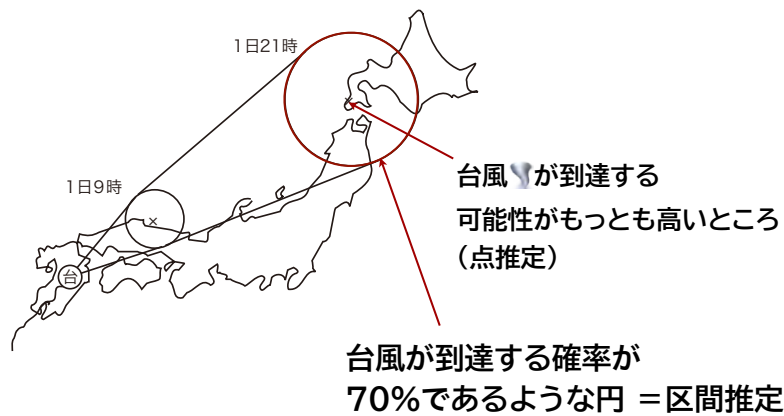 1日21時
1日9時
台
台風🌪が到達する
可能性がもっとも高いところ
（点推定）
台風が到達する確率が
70%であるような円 ＝区間推定